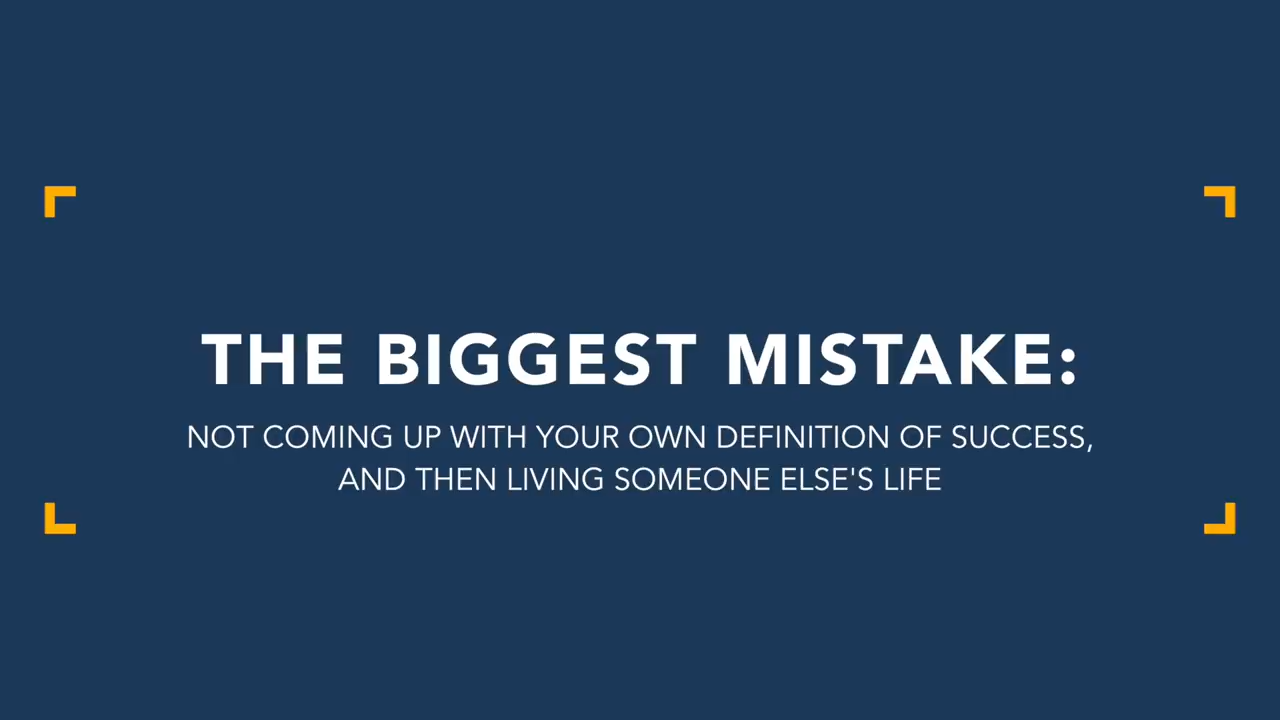 THE BIGGEST MISTAKE:
NOT COMING UP WITH YOUR OWN DEFINITION OF SUCCESS,
AND THEN LIVING SOMEONE ELSE'S LIFE